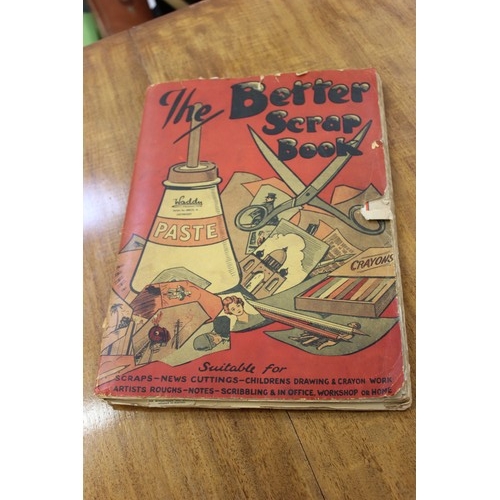 The Better
Scrap
Book
Haddy
PASTE
CRAYONS
Suitable for
SCRAPS-NEWS CUTTINGS-CHILDRENS DRAWING & CRAYON WORK
ARTISTS ROUGHS-NOTES-SCRIBBLING & IN OFFICE, WORKSHOP OR HOME